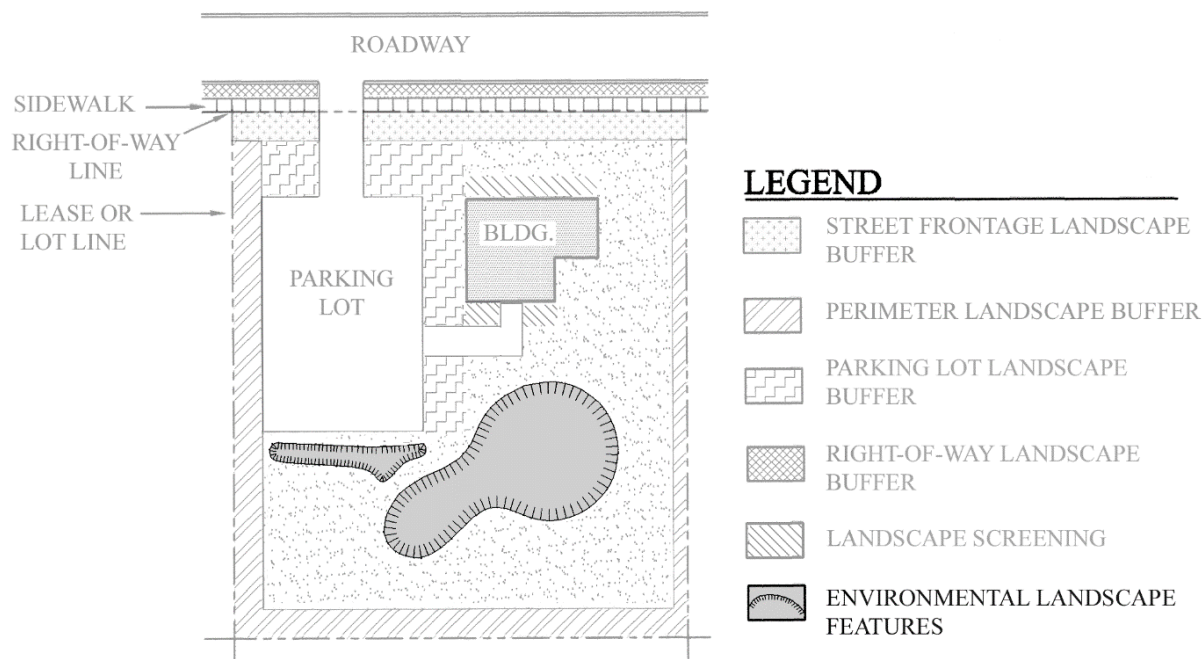 ROADWAY
SIDEWALK
RIGHT-OF-WAY
LINE
LEASE OR
LOT LINE
PARKING
LOT
BLDG.
LEGEND
STREET FRONTAGE LANDSCAPE
BUFFER
PERIMETER LANDSCAPE BUFFER
PARKING LOT LANDSCAPE
BUFFER
RIGHT-OF-WAY LANDSCAPE
BUFFER
LANDSCAPE SCREENING
ENVIRONMENTAL LANDSCAPE
FEATURES